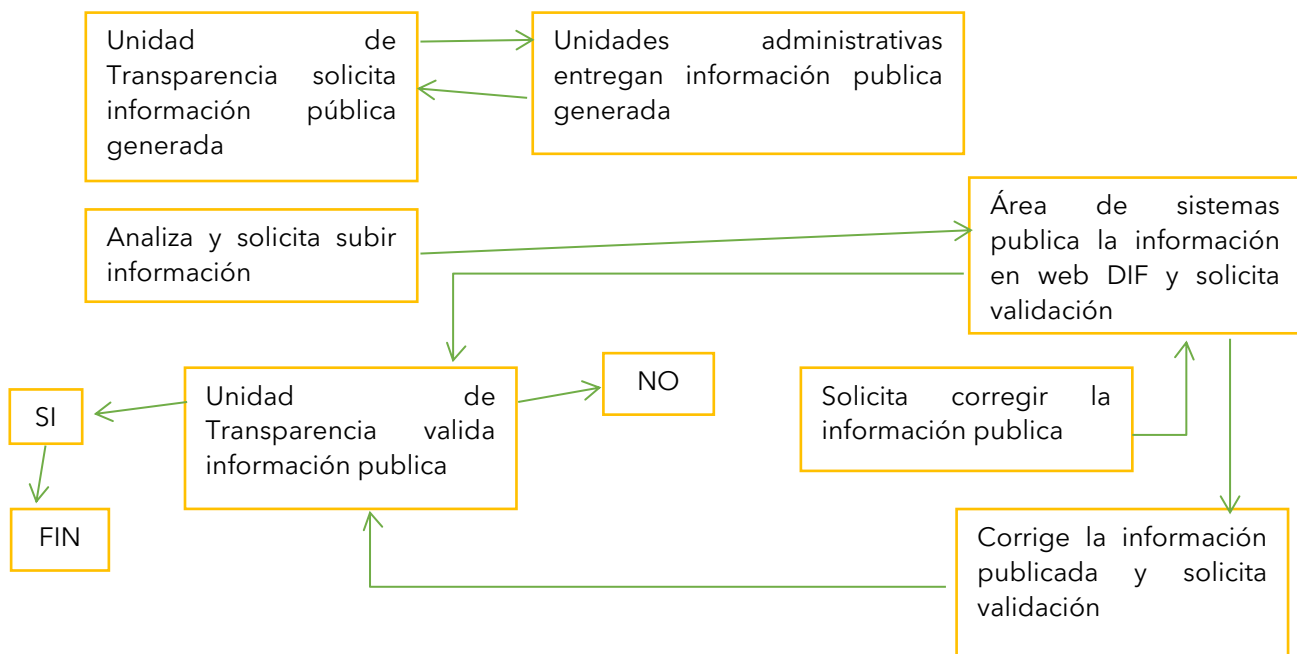 Unidad de
Transparencia solicita
información pública
generada
Unidades administrativas
entregan información publica
generada
Analiza y solicita subir
información
Área de sistemas
publica la información
en web DIF y solicita
validación
SI
Unidad de
Transparencia valida
información publica
NO
Solicita corregir la
información publica
FIN
Corrige la información
publicada y solicita
validación